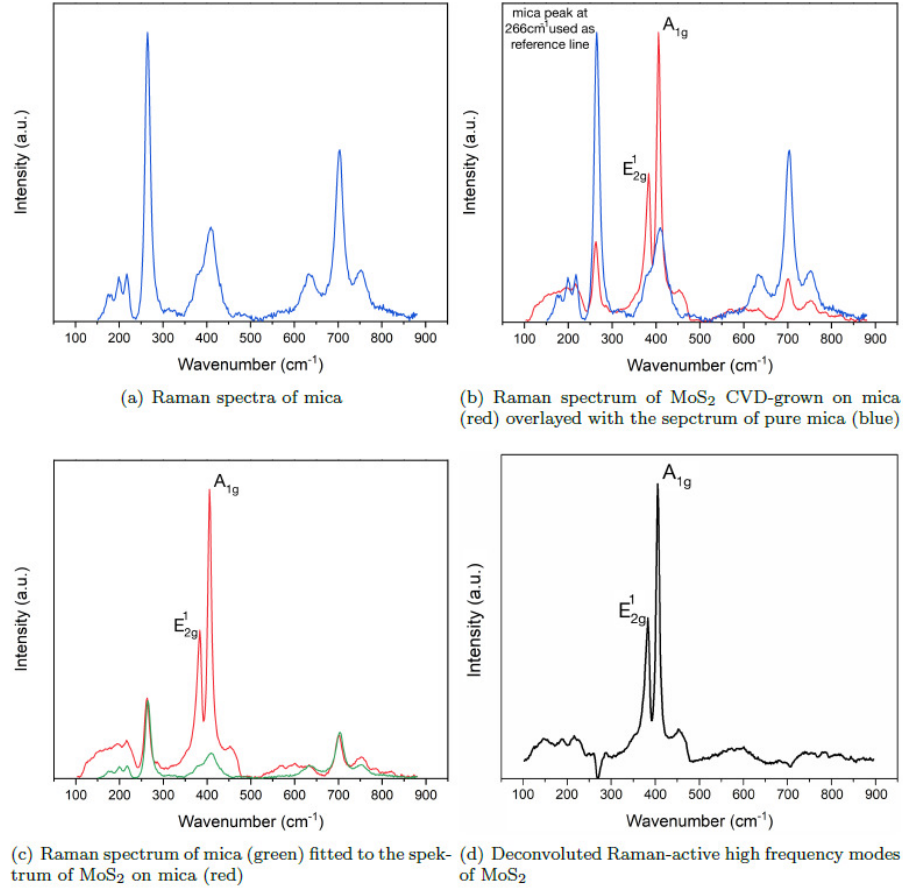 Intensity (a.u.)
100 200 300 400 500 600 700 800 900
Wavenumber (cm⁻¹)
(a) Raman spectra of mica
mica peak at
266cm⁻¹used as
reference line
A₁g
E¹₂g
Intensity (a.u.)
100 200 300 400 500 600 700 800 900
Wavenumber (cm⁻¹)
(b) Raman spectrum of MoS₂ CVD-grown on mica
(red) overlayed with the septcrum of pure mica (blue)
A₁g
E¹₂g
Intensity (a.u.)
100 200 300 400 500 600 700 800 900
Wavenumber (cm⁻¹)
(c) Raman spectrum of mica (green) fitted to the spek-
trum of MoS₂ on mica (red)
A₁g
E¹₂g
Intensity (a.u.)
100 200 300 400 500 600 700 800 900
Wavenumber (cm⁻¹)
(d) Deconvoluted Raman-active high frequency modes
of MoS₂